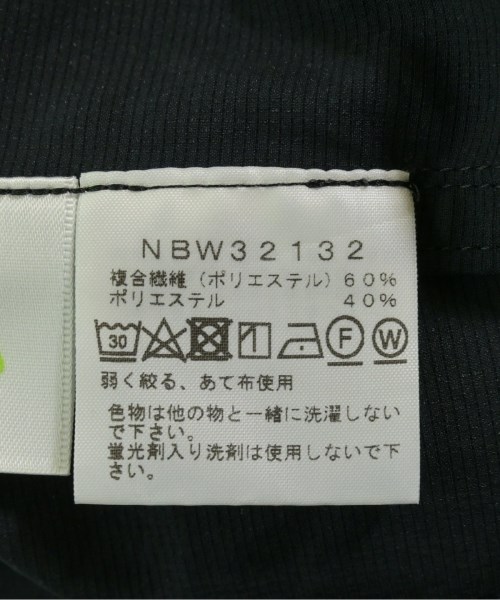 NBW32132
複合繊維(ポリエステル) 60%
ポリエステル 40%
30 F W
弱く絞る、あて布使用
色物は他の物と一緒に洗濯しない
で下さい。
蛍光剤入り洗剤は使用しないで下
さい。